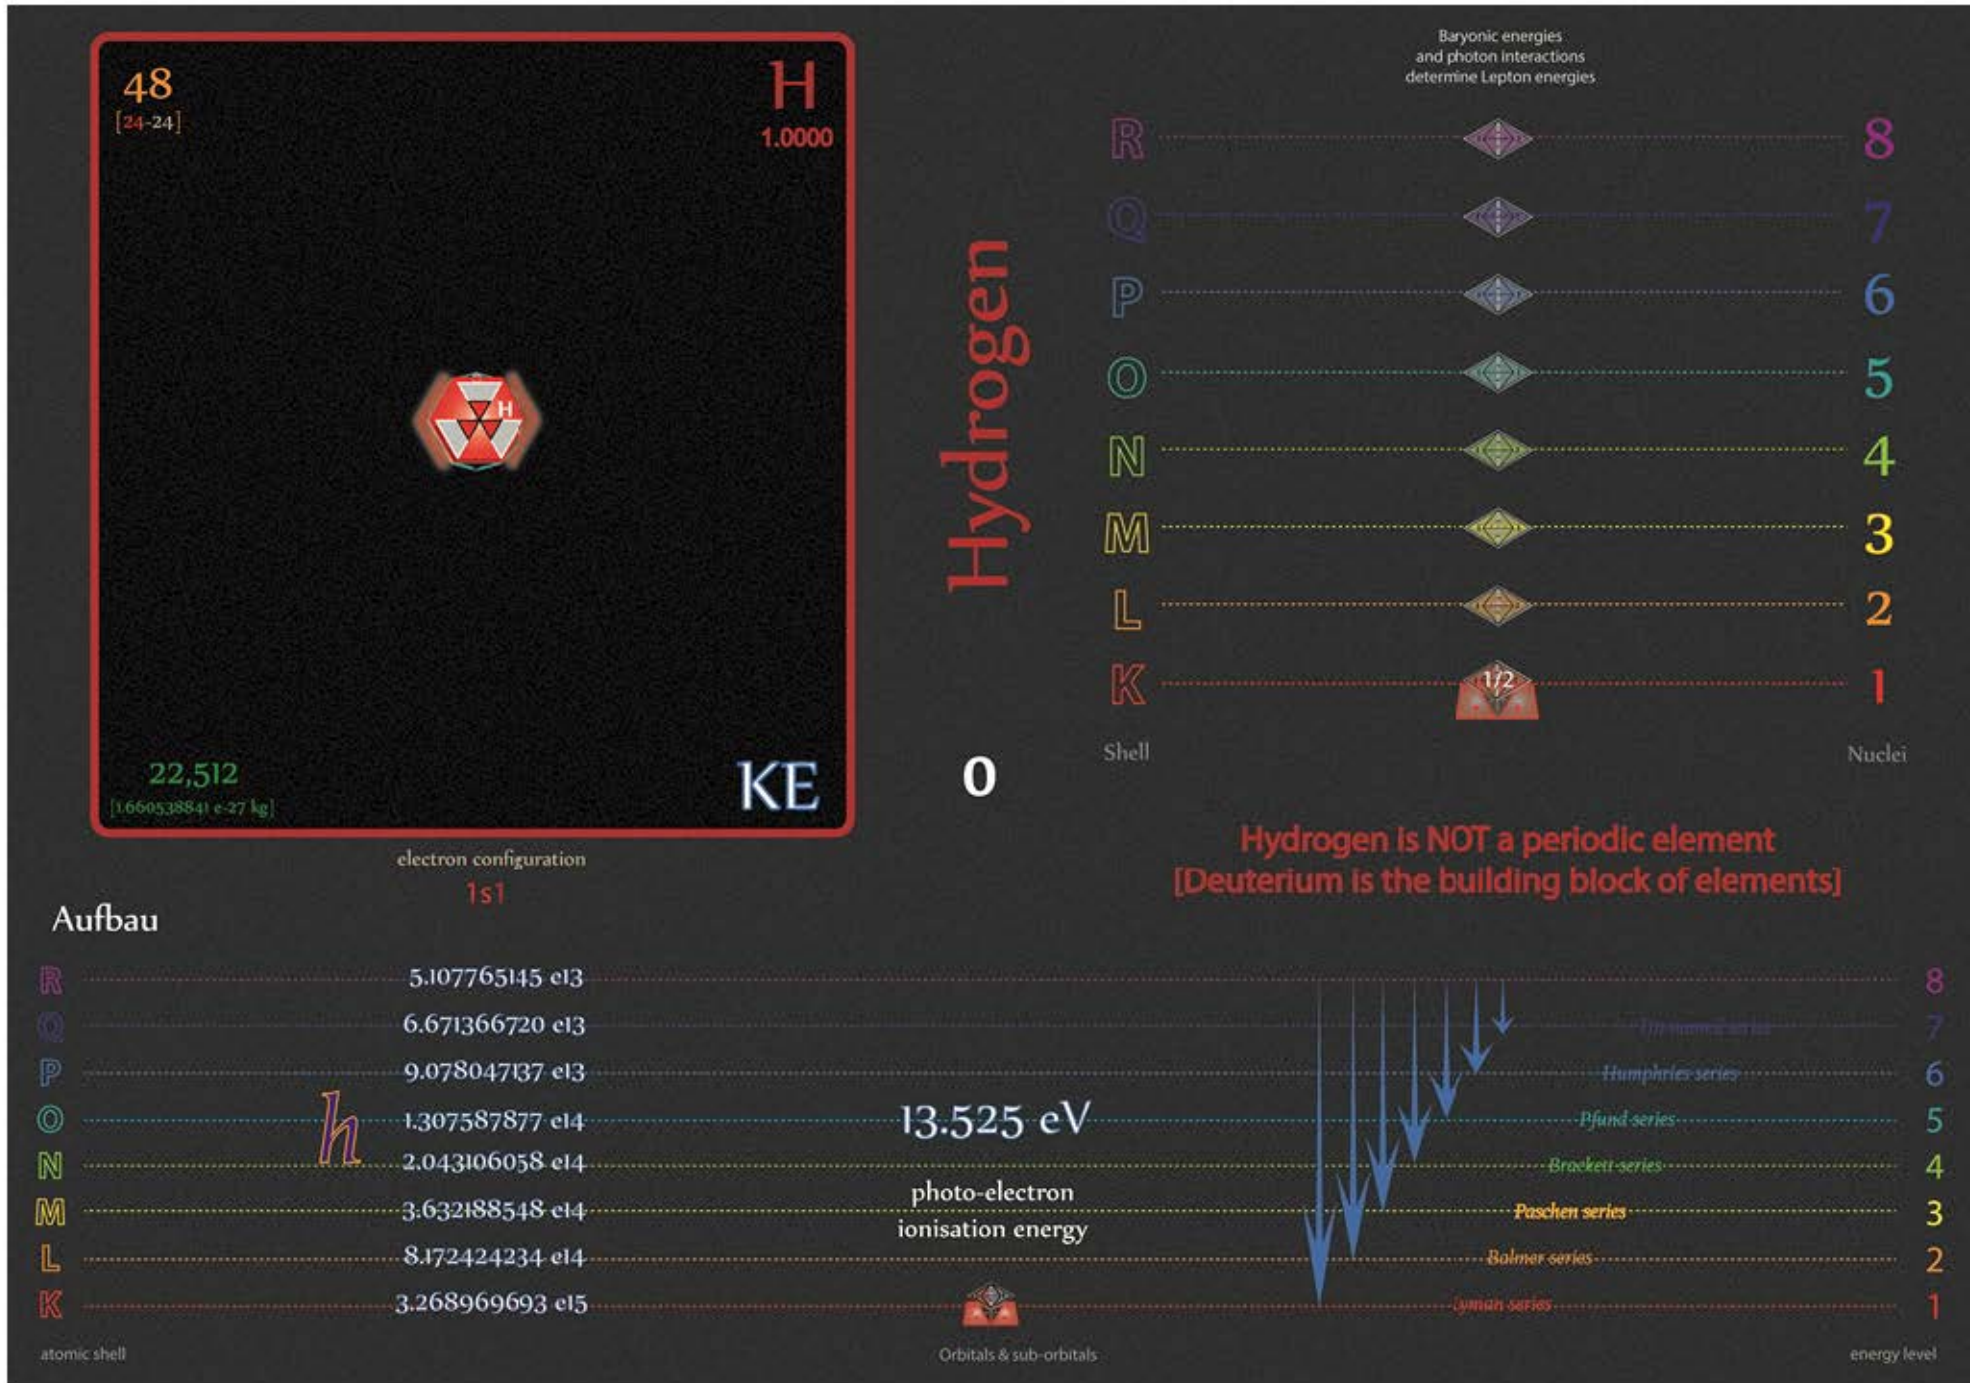 48
[24-24]
H
1.0000
H
22,512
[1.660538841 e-27 kg]
KE
electron configuration
1s1
Hydrogen
0
Baryonic energies
and photon interactions
determine Lepton energies
R 8
Q 7
P 6
O 5
N 4
M 3
L 2
K 1/2 1
Shell Nuclei
Hydrogen is NOT a periodic element
[Deuterium is the building block of elements]
Aufbau
R 5.107765145 e13 8
Q 6.671366720 e13 7
P 9.078047137 e13 Humphries series 6
h
O 1.307587877 e14 13.525 eV Pfund series 5
N 2.043106058 e14 Brackett series 4
photo-electron
ionisation energy
M 3.632188548 e14 Paschen series 3
L 8.172424234 e14 Balmer series 2
K 3.268969693 e15 Lyman series 1
atomic shell Orbitals & sub-orbitals energy level